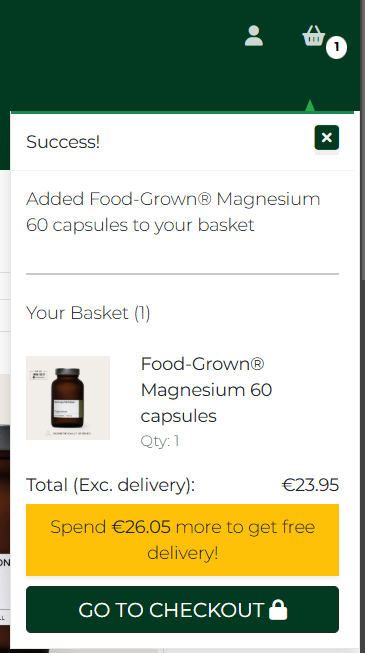 1
Success!
Added Food-Grown® Magnesium
60 capsules to your basket
Your Basket (1)
Food-Grown®
Magnesium 60
capsules
Qty: 1
Total (Exc. delivery): €23.95
Spend €26.05 more to get free
delivery!
GO TO CHECKOUT